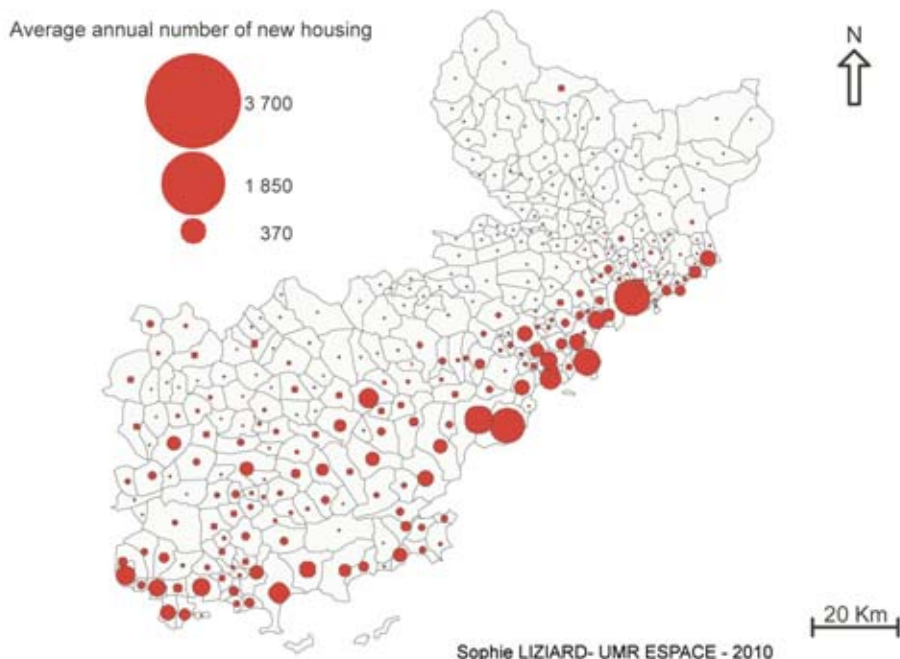 Average annual number of new housing
3 700
1 850
370
N
20 Km
Sophie LIZIARD- UMR ESPACE - 2010